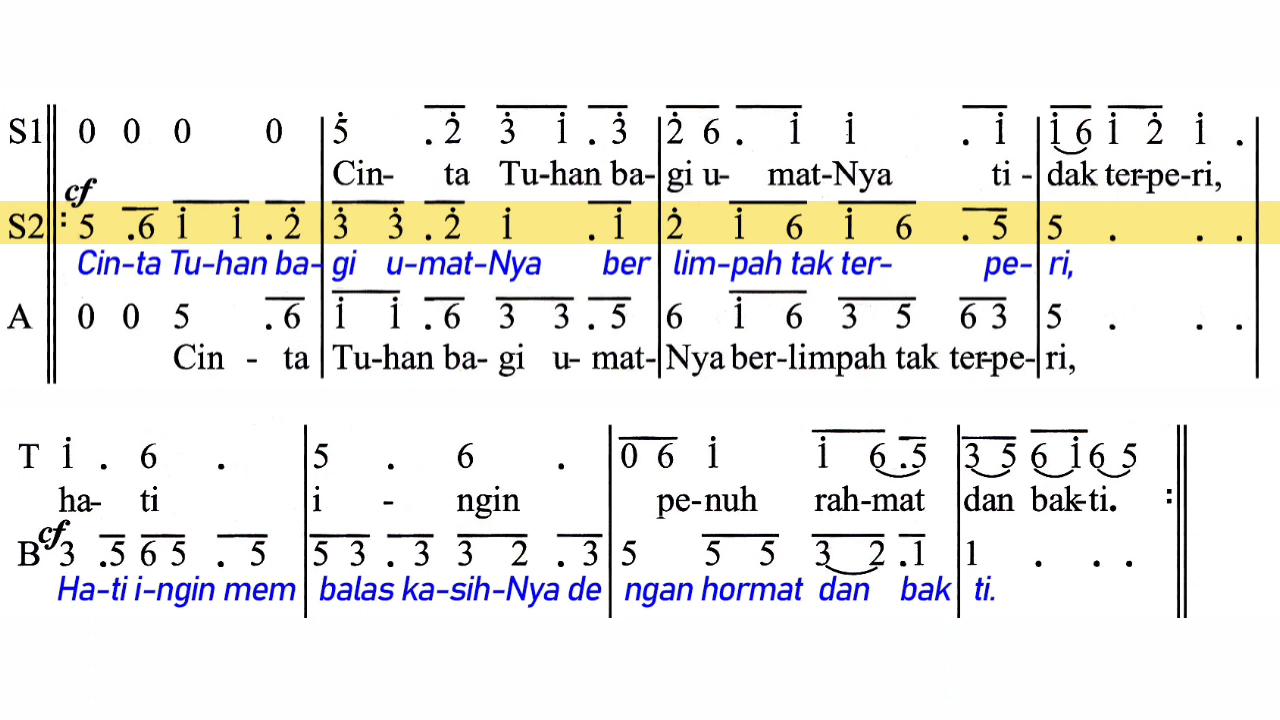 S1 0 0 0 0 | 5̇ . 2̇ 3̇ 1̇ . 3̇ | 2̇ 6 . 1̇ 1̇ . 1̇ | 1̇ 6 1̇ 2̇ 1̇ . |
Cin- ta Tu-han ba- gi u- mat-Nya ti - dak ter-pe-ri,
cf
S2 : 5 . 6 1̇ 1̇ . 2̇ | 3̇ 3̇ . 2̇ 1̇ . 1̇ | 2̇ 1̇ 6 1̇ 6 . 5 | 5 . . .
Cin-ta Tu-han ba- gi u-mat-Nya ber lim-pah tak ter- pe- ri,
A 0 0 5 . 6 | 1̇ 1̇ . 6 3 3 . 5 | 6 1̇ 6 3 5 6 3 | 5 . . . |
Cin - ta Tu-han ba- gi u- mat- Nya ber-limpah tak ter-pe- ri,
T 1̇ . 6 . | 5 . 6 . | 0 6 1̇ 1̇ 6 . 5 | 3 5 6 1̇ 6 5 ||
ha- ti i - ngin pe-nuh rah-mat dan bak-ti. :
cf
B 3 . 5 6 5 . 5 | 5 3 . 3 3 2 . 3 | 5 5 5 3 2 . 1 | 1 . . . ||
Ha-ti i-ngin mem balas ka-sih-Nya de ngan hormat dan bak ti.